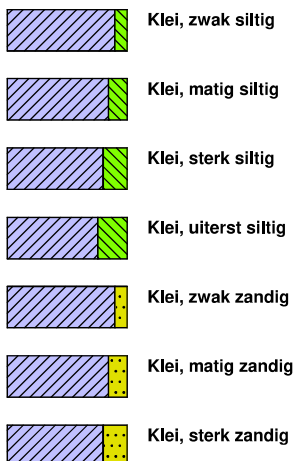 Klei, zwak siltig
Klei, matig siltig
Klei, sterk siltig
Klei, uiterst siltig
Klei, zwak zandig
Klei, matig zandig
Klei, sterk zandig